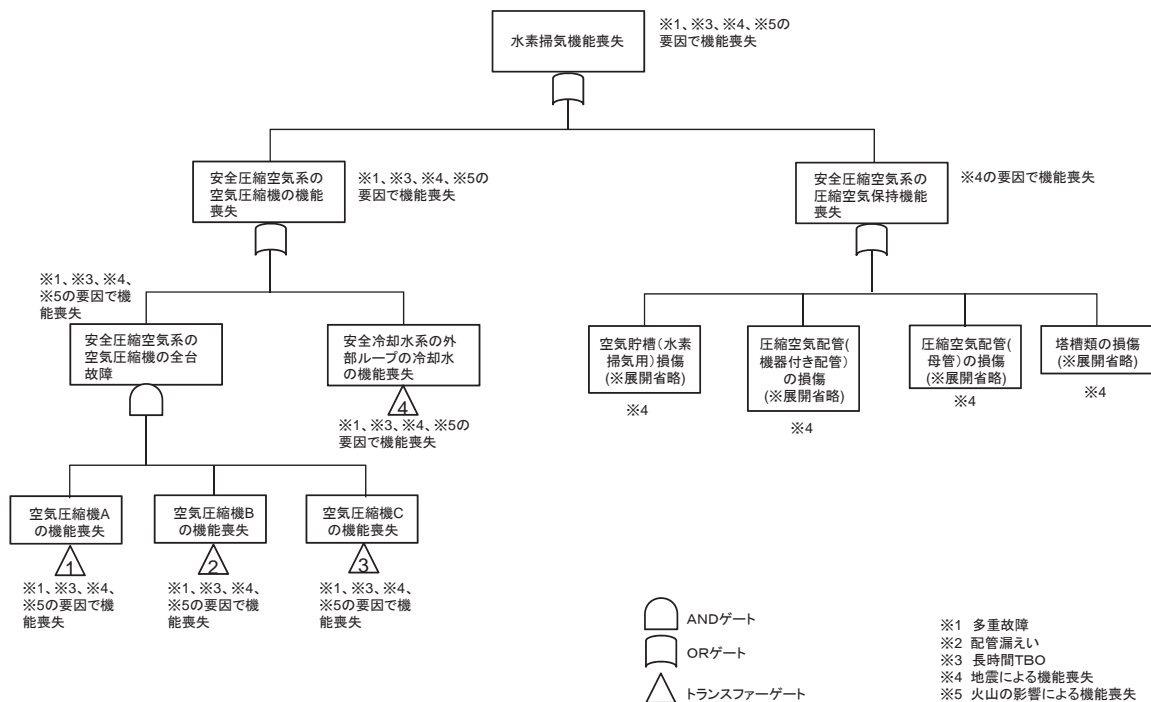 水素掃気機能喪失
※1、※3、※4、※5の
要因で機能喪失
安全圧縮空気系の
空気圧縮機の機能
喪失
※1、※3、※4、※5の
要因で機能喪失
安全圧縮空気系の
圧縮空気保持機能
喪失
※4の要因で機能喪失
※1、※3、※4、
※5の要因で機
能喪失
安全圧縮空気系の
空気圧縮機の全台
故障
安全冷却水系の外
部ループの冷却水
の機能喪失
4
※1、※3、※4、※5の
要因で機能喪失
空気貯槽(水素
掃気用)損傷
(※展開省略)
※4
圧縮空気配管(
機器付き配管)
の損傷
(※展開省略)
※4
圧縮空気配管(
母管)の損傷
(※展開省略)
※4
塔槽類の損傷
(※展開省略)
※4
空気圧縮機A
の機能喪失
1
※1、※3、※4、
※5の要因で機
能喪失
空気圧縮機B
の機能喪失
2
※1、※3、※4、
※5の要因で機
能喪失
空気圧縮機C
の機能喪失
3
※1、※3、※4、
※5の要因で機
能喪失
ANDゲート
ORゲート
トランスファーゲート
※1 多重故障
※2 配管漏えい
※3 長時間TBO
※4 地震による機能喪失
※5 火山の影響による機能喪失